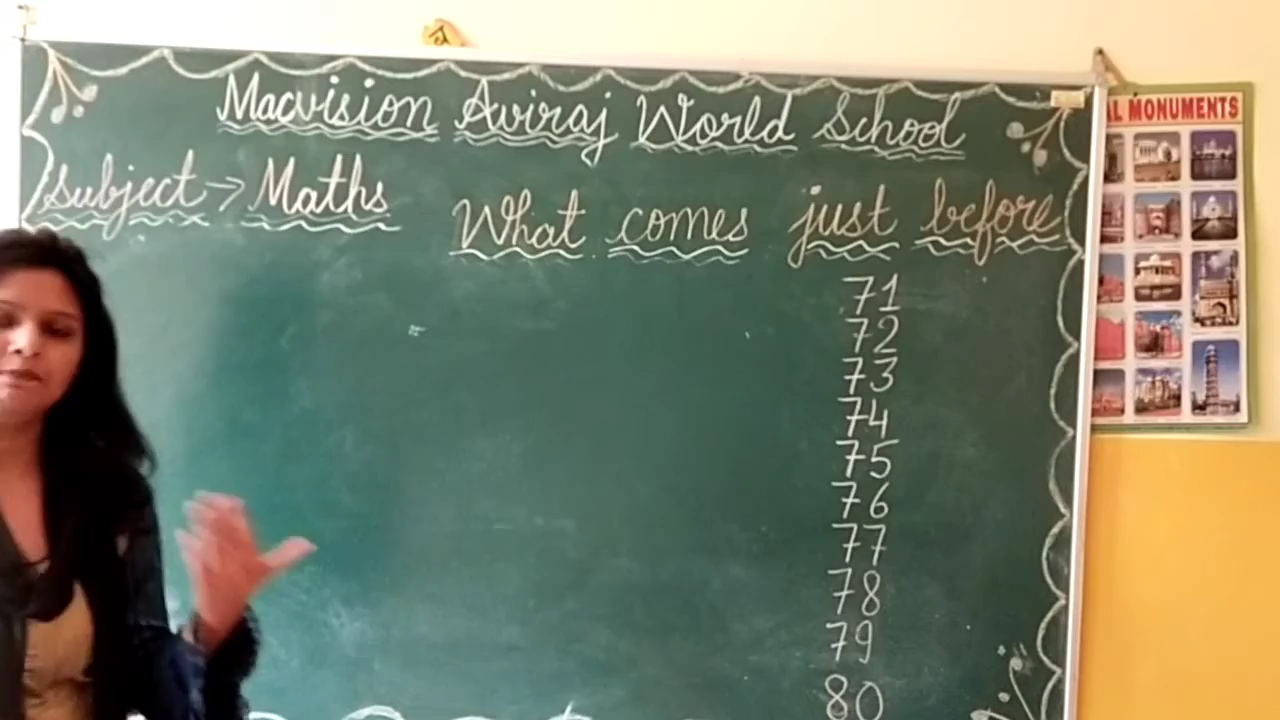 Macvision Aviraj World School
Subject → Maths
What comes just before
71
72
73
74
75
76
77
78
79
80
AL MONUMENTS